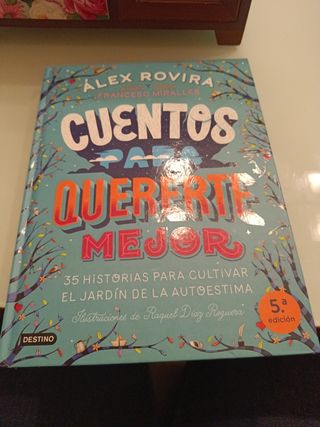 ÁLEX ROVIRA
FRANCESC MIRALLES
CUENTOS
PARA
QUERERTE
MEJOR
35 HISTORIAS PARA CULTIVAR
EL JARDÍN DE LA AUTOESTIMA
Ilustraciones de Raquel Díaz Reguera
5.ª
edición
DESTINO